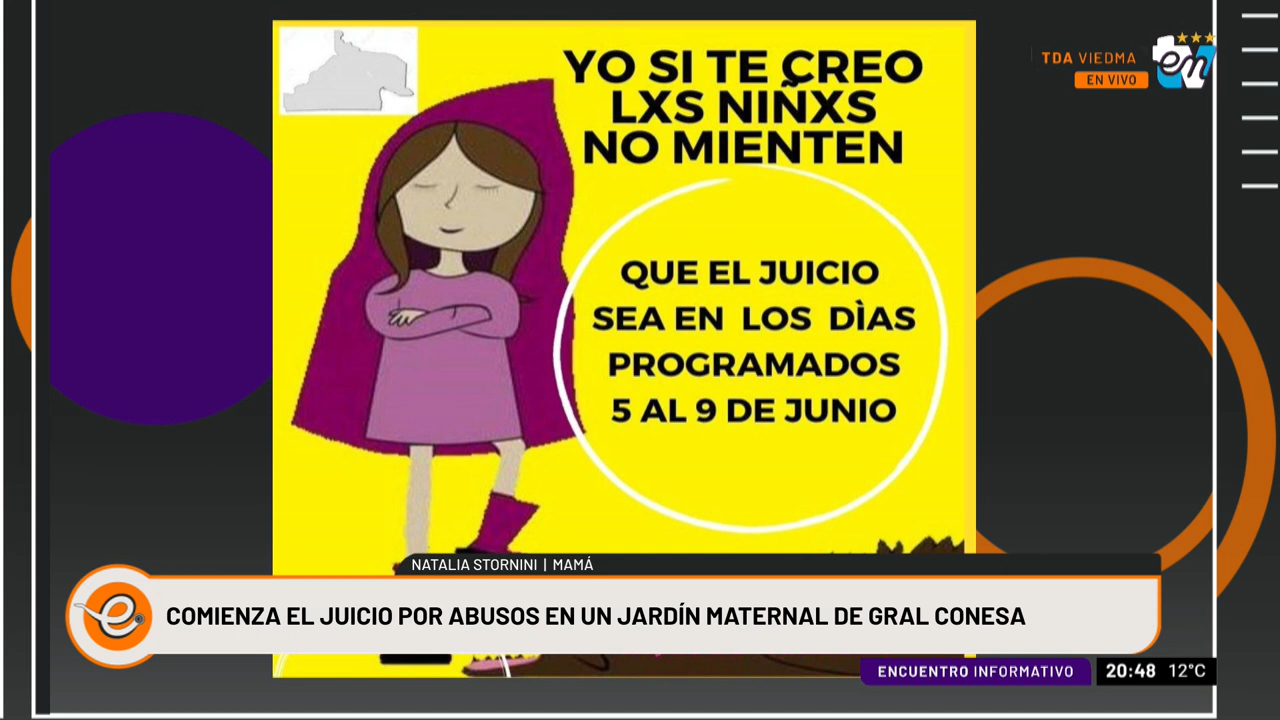 YO SI TE CREO
LXS NIÑXS
NO MIENTEN
QUE EL JUICIO
SEA EN LOS DÌAS
PROGRAMADOS
5 AL 9 DE JUNIO
TDA VIEDMA
EN VIVO
en
NATALIA STORNINI | MAMÁ
e
COMIENZA EL JUICIO POR ABUSOS EN UN JARDÍN MATERNAL DE GRAL CONESA
ENCUENTRO INFORMATIVO
20:48 12°C